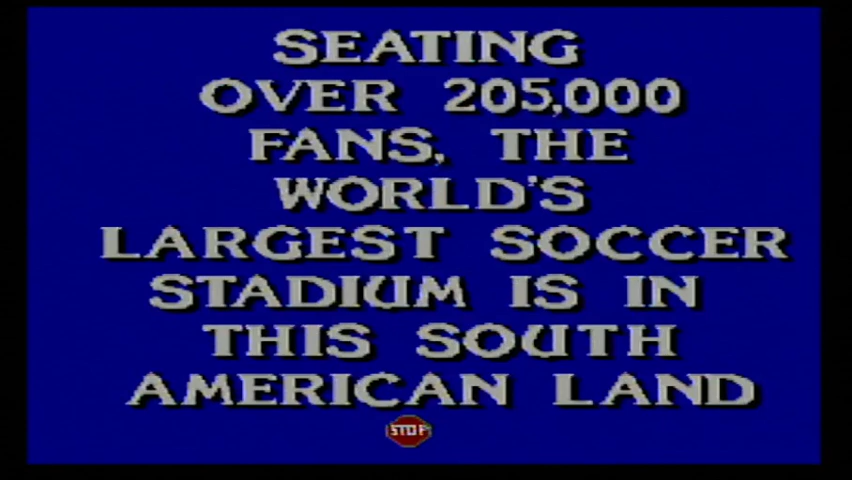 SEATING
OVER 205,000
FANS, THE
WORLD'S
LARGEST SOCCER
STADIUM IS IN
THIS SOUTH
AMERICAN LAND
STOP